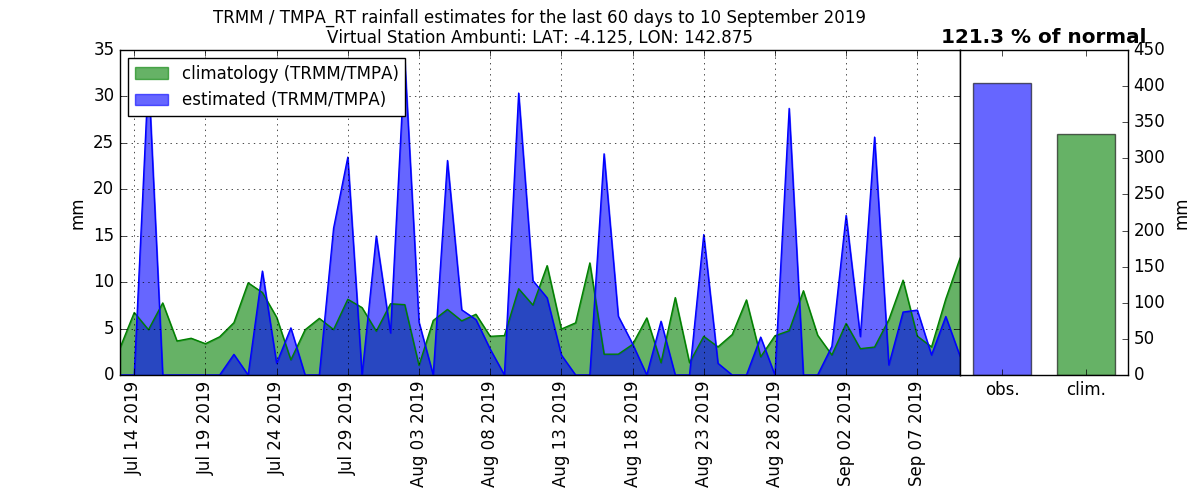 TRMM / TMPA_RT rainfall estimates for the last 60 days to 10 September 2019
Virtual Station Ambunti: LAT: -4.125, LON: 142.875
121.3 % of normal
climatology (TRMM/TMPA)
estimated (TRMM/TMPA)
35
30
25
20
15
10
5
0
mm
Jul 14 2019
Jul 19 2019
Jul 24 2019
Jul 29 2019
Aug 03 2019
Aug 08 2019
Aug 13 2019
Aug 18 2019
Aug 23 2019
Aug 28 2019
Sep 02 2019
Sep 07 2019
obs.
clim.
450
400
350
300
250
200
150
100
50
0
mm